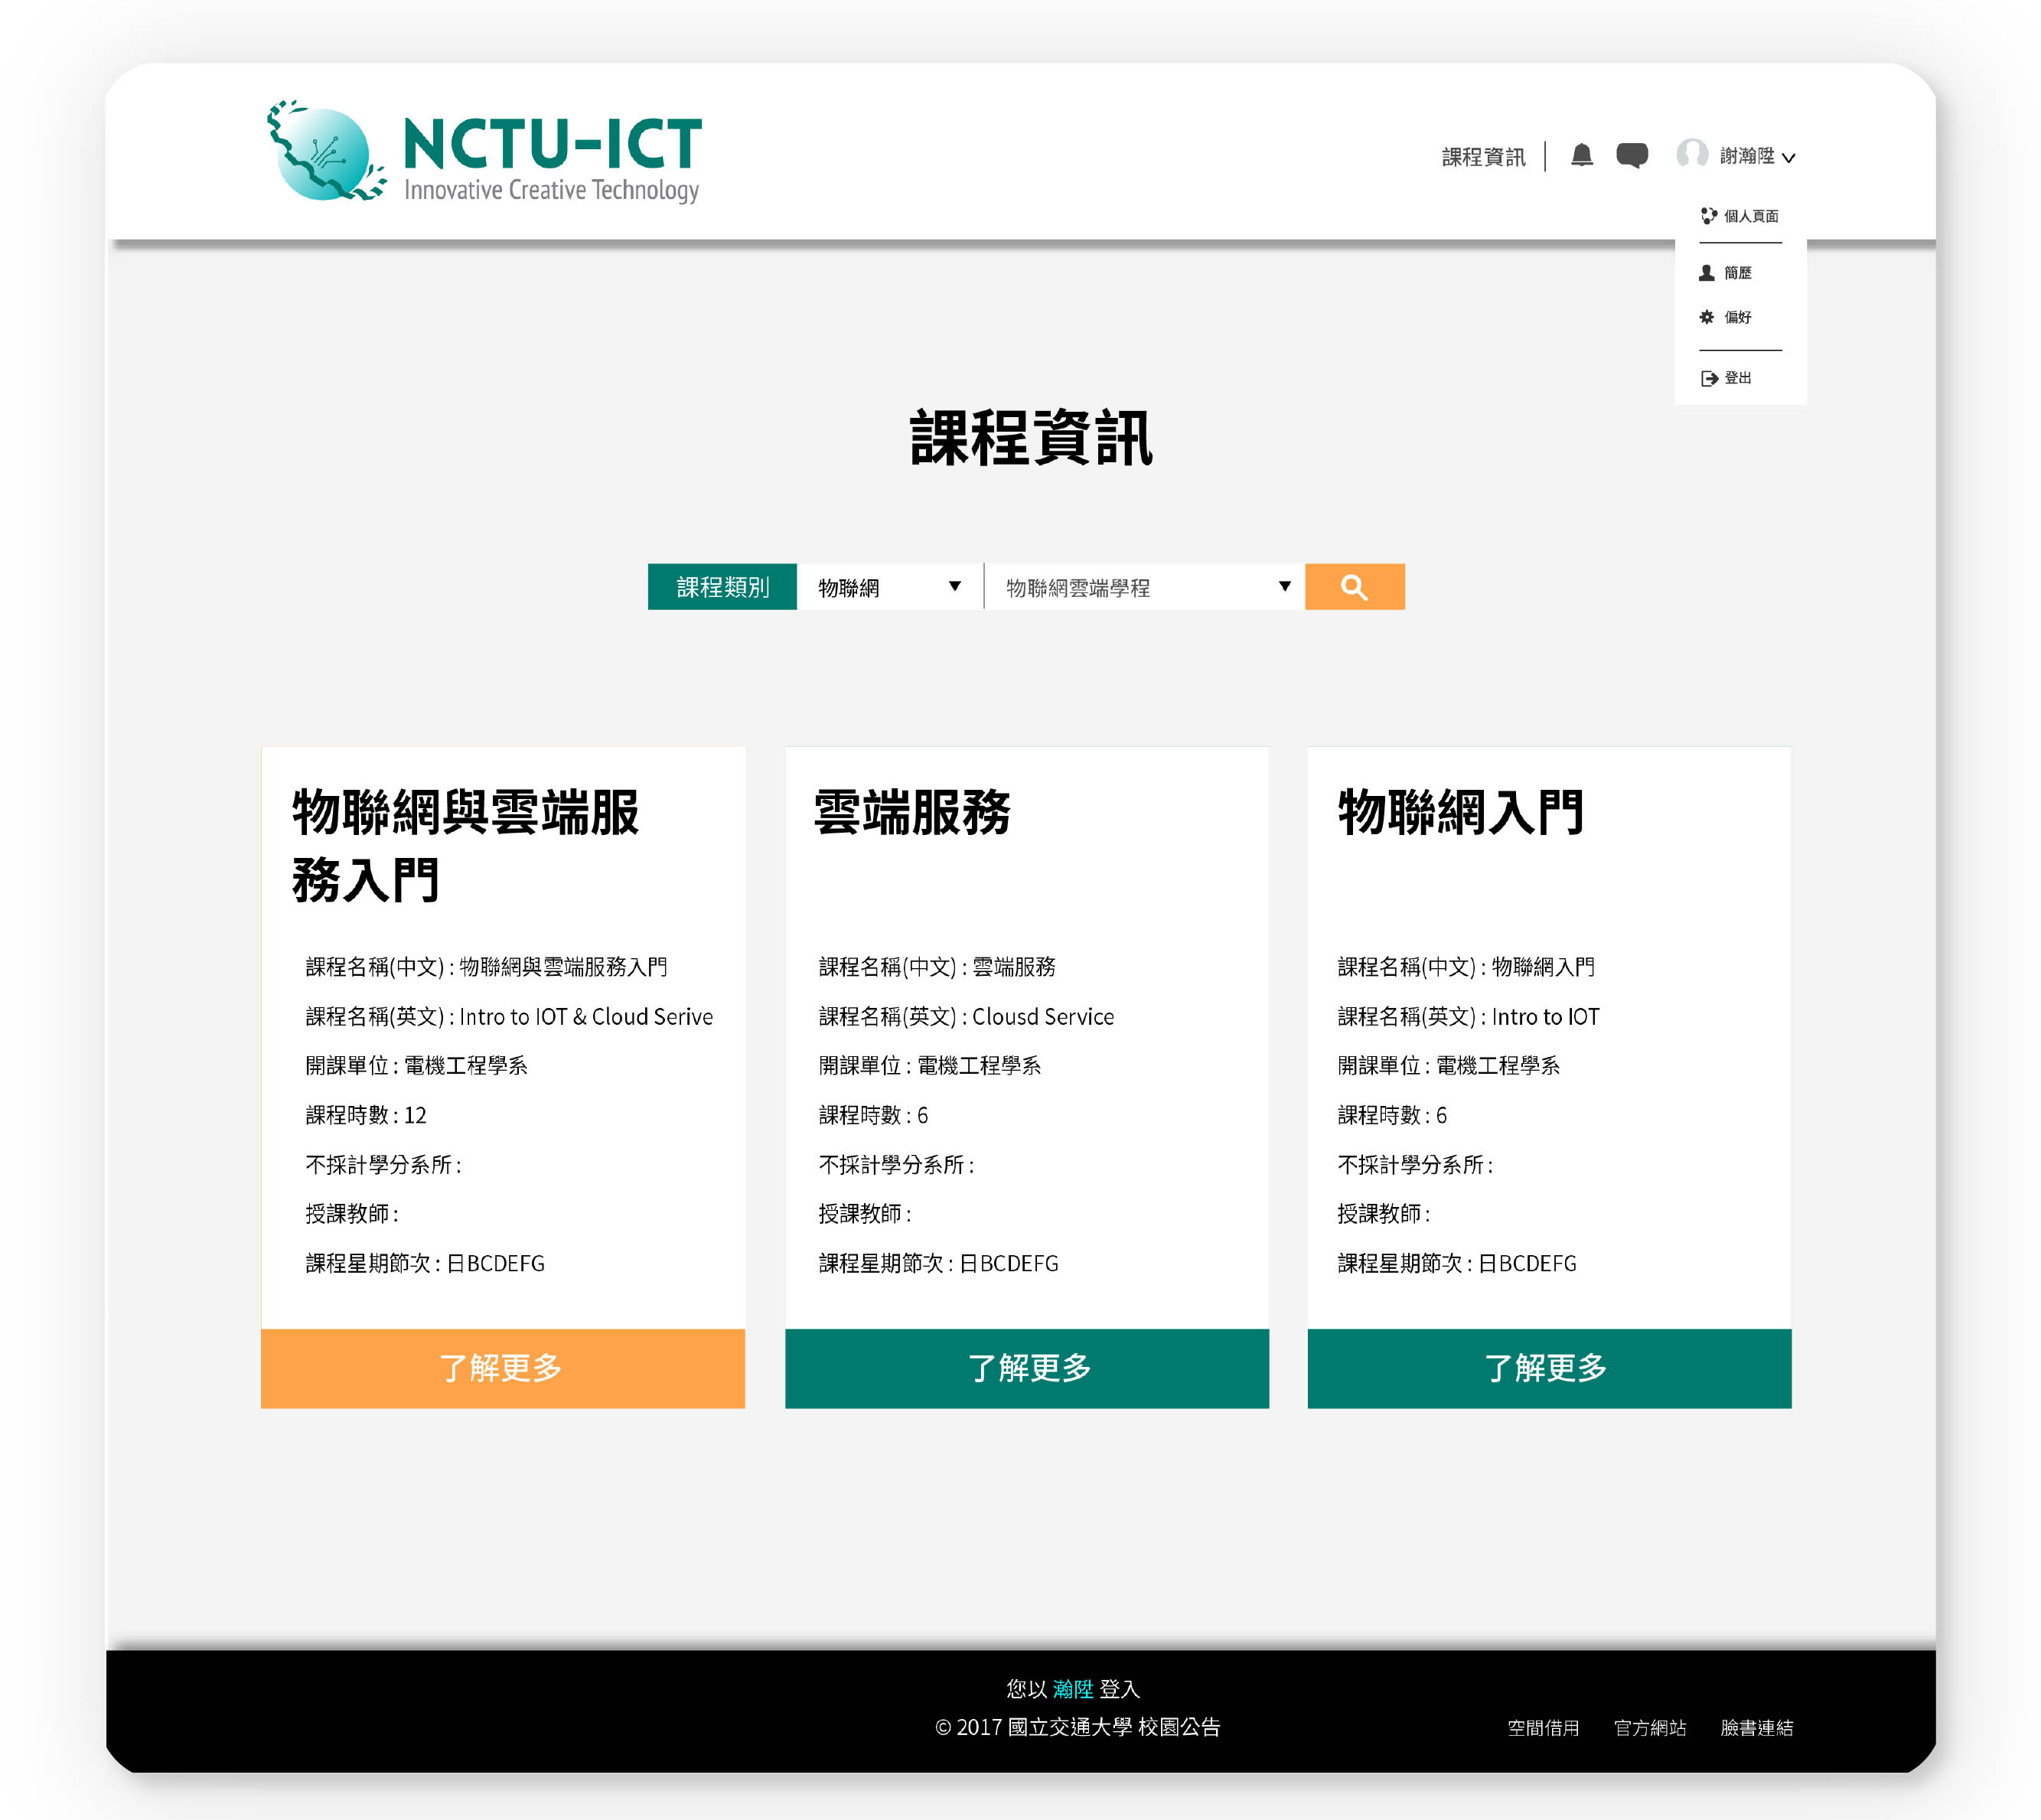 NCTU-ICT
Innovative Creative Technology
課程資訊
謝瀚陞
個人頁面
簡歷
偏好
登出
課程資訊
課程類別 物聯網 物聯網雲端學程
物聯網與雲端服
務入門
課程名稱(中文) : 物聯網與雲端服務入門
課程名稱(英文) : Intro to IOT & Cloud Serive
開課單位 : 電機工程學系
課程時數 : 12
不採計學分系所 :
授課教師 :
課程星期節次 : 日BCDEFG
了解更多
雲端服務
課程名稱(中文) : 雲端服務
課程名稱(英文) : Clousd Service
開課單位 : 電機工程學系
課程時數 : 6
不採計學分系所 :
授課教師 :
課程星期節次 : 日BCDEFG
了解更多
物聯網入門
課程名稱(中文) : 物聯網入門
課程名稱(英文) : Intro to IOT
開課單位 : 電機工程學系
課程時數 : 6
不採計學分系所 :
授課教師 :
課程星期節次 : 日BCDEFG
了解更多
您以 瀚陞 登入
© 2017 國立交通大學 校園公告
空間借用 官方網站 臉書連結